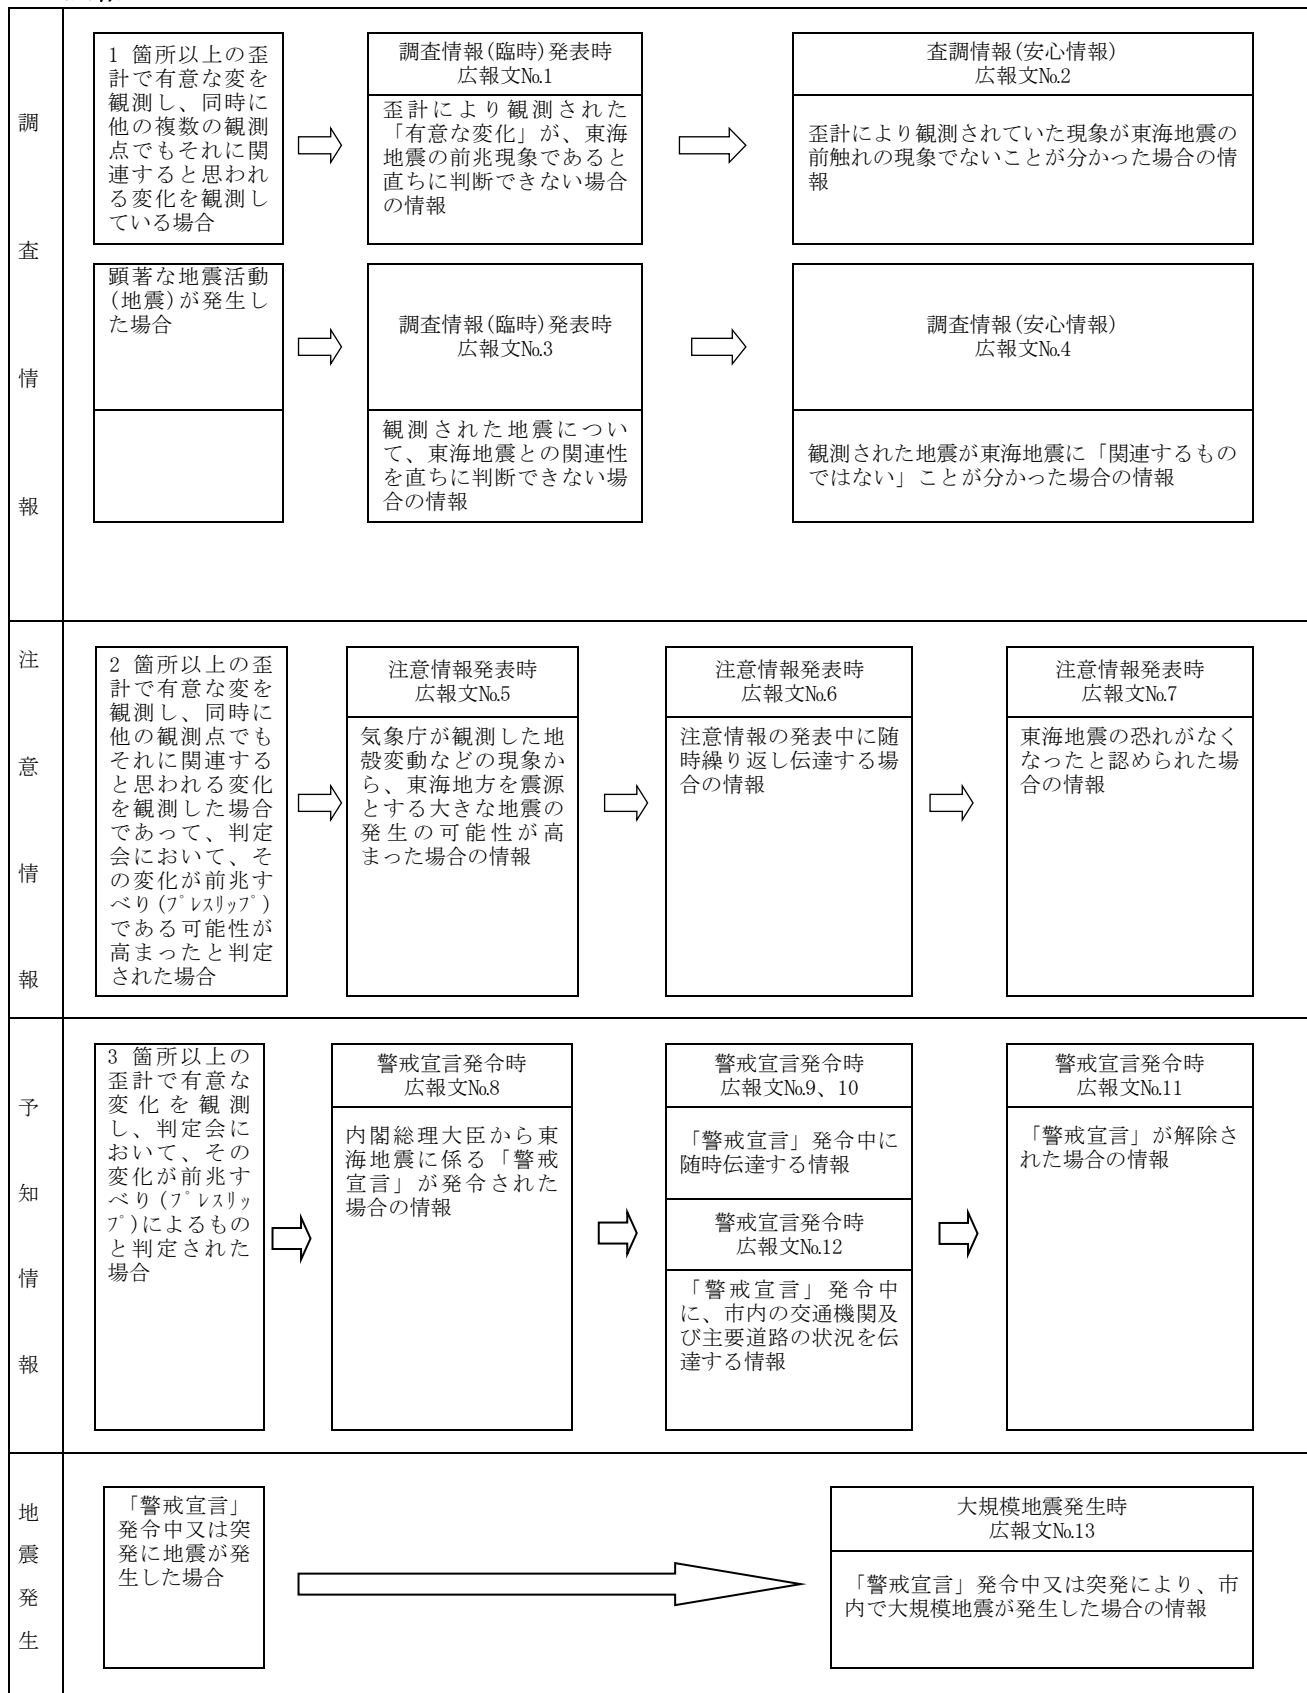 調査情報
1 箇所以上の歪
計で有意な変を
観測し、同時に
他の複数の観測
点でもそれに関
連すると思われ
る変化を観測し
ている場合
調査情報(臨時)発表時
広報文№1
歪計により観測された
「有意な変化」が、東海
地震の前兆現象であると
直ちに判断できない場合
の情報
査調情報(安心情報)
広報文№2
歪計により観測されていた現象が東海地震の
前触れの現象でないことが分かった場合の情
報
顕著な地震活動
(地震)が発生し
た場合
調査情報(臨時)発表時
広報文№3
観測された地震につい
て、東海地震との関連性
を直ちに判断できない場
合の情報
調査情報(安心情報)
広報文№4
観測された地震が東海地震に「関連するもの
ではない」ことが分かった場合の情報
注意情報
2 箇所以上の歪
計で有意な変を
観測し、同時に
他の観測点でも
それに関連する
と思われる変化
を観測した場合
であって、判定
会において、そ
の変化が前兆す
べり(ﾌﾟﾚｽﾘｯﾌﾟ)
である可能性が
高まったと判定
された場合
注意情報発表時
広報文№5
気象庁が観測した地
殻変動などの現象か
ら、東海地方を震源
とする大きな地震の
発生の可能性が高
まった場合の情報
注意情報発表時
広報文№6
注意情報の発表中に随
時繰り返し伝達する場
合の情報
注意情報発表時
広報文№7
東海地震の恐れがなく
なったと認められた場
合の情報
予知情報
3 箇所以上の
歪計で有意な
変化を観測
し、判定会に
おいて、その
変化が前兆す
べり(ﾌﾟﾚｽﾘｯ
ﾌﾟ)によるもの
と判定された
場合
警戒宣言発令時
広報文№8
内閣総理大臣から東
海地震に係る「警戒
宣言」が発令された
場合の情報
警戒宣言発令時
広報文№9、10
「警戒宣言」発令中に
随時伝達する情報
警戒宣言発令時
広報文№12
「警戒宣言」発令中
に、市内の交通機関及
び主要道路の状況を伝
達する情報
警戒宣言発令時
広報文№11
「警戒宣言」が解除さ
れた場合の情報
地震発生
「警戒宣言」
発令中又は突
発に地震が発
生した場合
大規模地震発生時
広報文№13
「警戒宣言」発令中又は突発により、市
内で大規模地震が発生した場合の情報